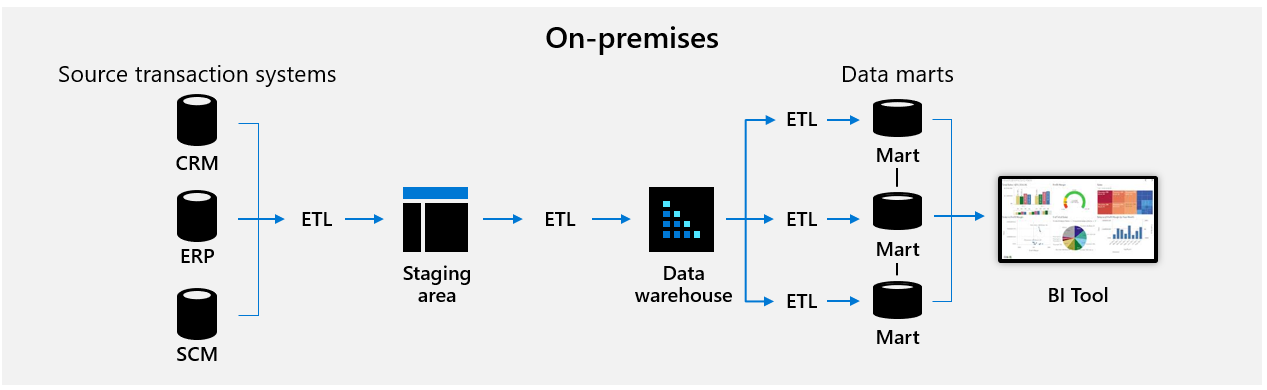 On-premises
Source transaction systems
CRM
ERP
SCM
ETL
Staging
area
ETL
Data
warehouse
ETL
ETL
ETL
Data marts
Mart
Mart
Mart
BI Tool